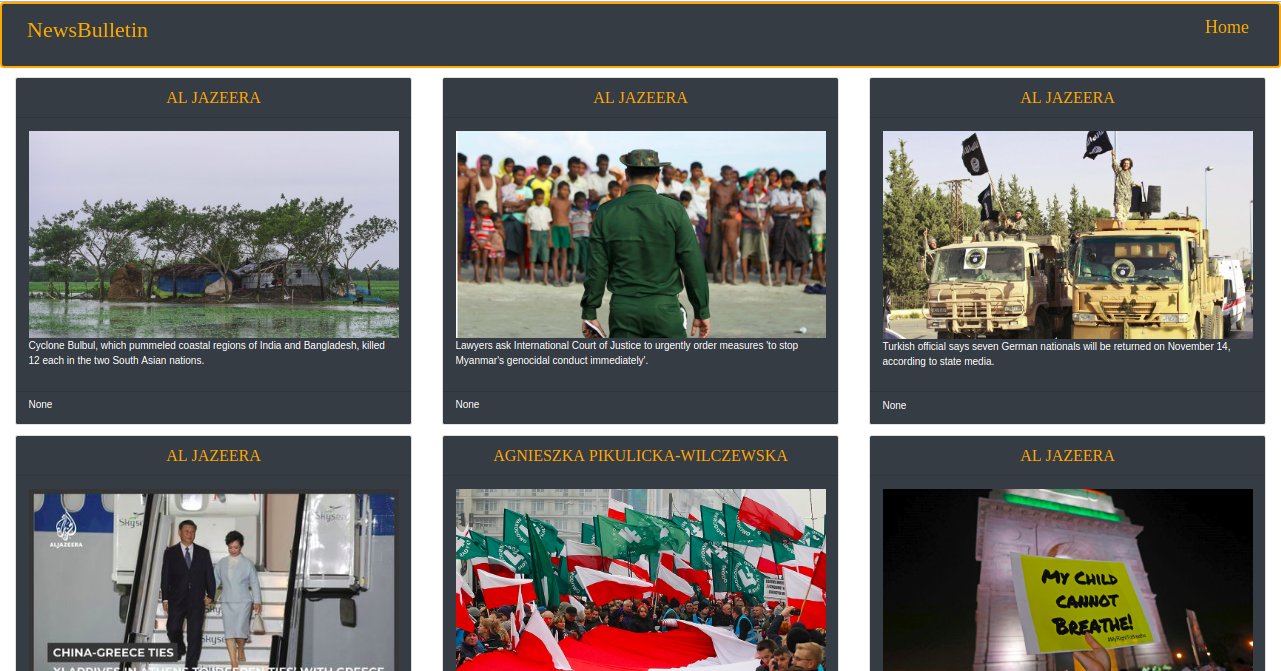 NewsBulletin
Home
AL JAZEERA
AL JAZEERA
AL JAZEERA
Cyclone Bulbul, which pummeled coastal regions of India and Bangladesh, killed
12 each in the two South Asian nations.
Lawyers ask International Court of Justice to urgently order measures 'to stop
Myanmar's genocidal conduct immediately'.
Turkish official says seven German nationals will be returned on November 14,
according to state media.
None
None
None
AL JAZEERA
AGNIESZKA PIKULICKA-WILCZEWSKA
AL JAZEERA
ALJAZEERA
CHINA-GREECE TIES
XI ARRIVES IN ATHENS TO 'DEEPEN TIES' WITH GREECE
MY CHILD
CANNOT
BREATHE!
#MyRightToBreathe